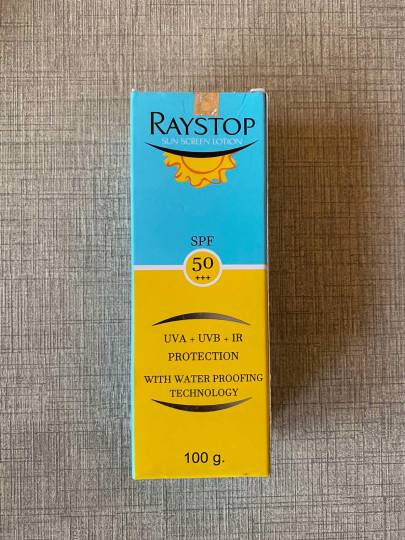 RAYSTOP
SUN SCREEN LOTION
SPF
50
+++
UVA + UVB + IR
PROTECTION
WITH WATER PROOFING
TECHNOLOGY
100 g.